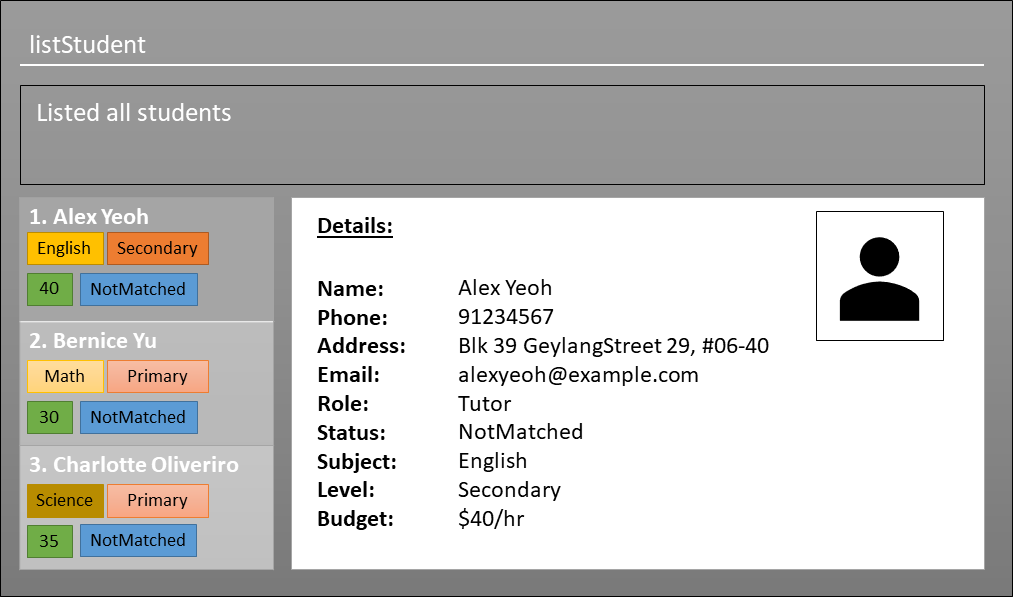 listStudent
Listed all students
1. Alex Yeoh
English Secondary
40 NotMatched
2. Bernice Yu
Math Primary
30 NotMatched
3. Charlotte Oliveriro
Science Primary
35 NotMatched
Details:
Name: Alex Yeoh
Phone: 91234567
Address: Blk 39 GeylangStreet 29, #06-40
Email: alexyeoh@example.com
Role: Tutor
Status: NotMatched
Subject: English
Level: Secondary
Budget: $40/hr